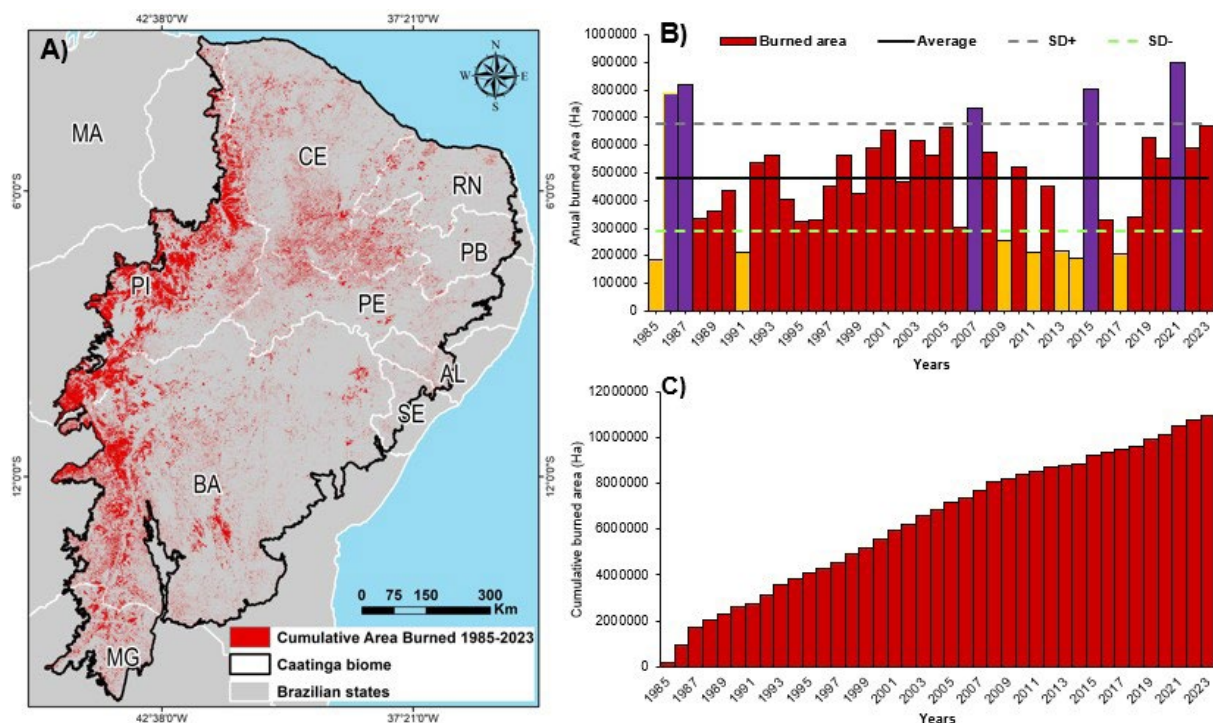 A)
42°38'0"W 37°21'0"W
N
W E
S
MA
CE
RN
6°0'0"S 6°0'0"S
PB
PI
PE
AL
SE
12°0'0"S 12°0'0"S
BA
0 75 150 300
Km
MG
Cumulative Area Burned 1985-2023
Caatinga biome
Brazilian states
42°38'0"W 37°21'0"W
B)
Burned area Average SD+ SD-
Anual burned Area (Ha)
900000
800000
700000
600000
500000
400000
300000
200000
100000
0
1985 1987 1989 1991 1993 1995 1997 1999 2001 2003 2005 2007 2009 2011 2013 2015 2017 2019 2021 2023
Years
C)
Cumulative burned area (Ha)
12000000
10000000
8000000
6000000
4000000
2000000
0
1985 1987 1989 1991 1993 1995 1997 1999 2001 2003 2005 2007 2009 2011 2013 2015 2017 2019 2021 2023
Years